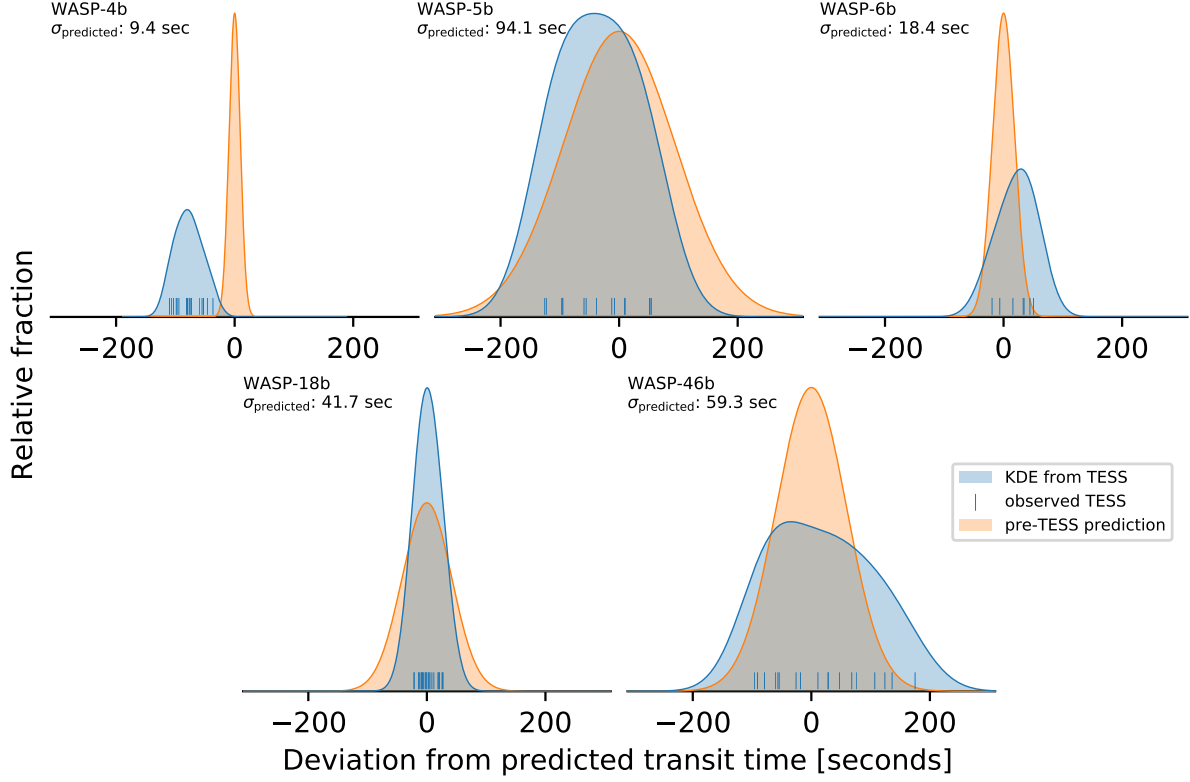 WASP-4b
σpredicted: 9.4 sec
WASP-5b
σpredicted: 94.1 sec
WASP-6b
σpredicted: 18.4 sec
−200 0 200
−200 0 200
−200 0 200
Relative fraction
WASP-18b
σpredicted: 41.7 sec
WASP-46b
σpredicted: 59.3 sec
KDE from TESS
observed TESS
pre-TESS prediction
−200 0 200
−200 0 200
Deviation from predicted transit time [seconds]